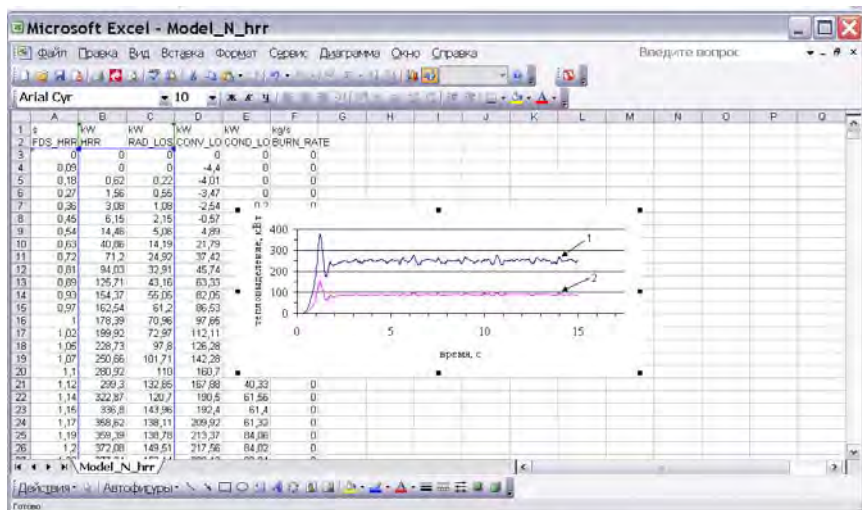 Microsoft Excel - Model_N_hrr
Файл Правка Вид Вставка Формат Сервис Диаграмма Окно Справка Введите вопрос
Arial Cyr 10 Ж К Ч
A B C D E F G H I J K L M N O P Q
1 s kW kW kW kW kg/s
2 FDS_HRR HRR RAD_LOS CONV_LO COND_LO BURN_RATE
3 0 0 0 0 0 0
4 0,09 0 0 -4,4 0 0
5 0,18 0,62 0,22 -4,01 0 0
6 0,27 1,56 0,55 -3,47 0 0
7 0,36 3,08 1,09 -2,54 0,2 0
8 0,45 6,15 2,15 -0,57
9 0,54 14,46 5,06 4,89
10 0,63 40,86 14,19 21,79
11 0,72 71,2 24,92 37,42
12 0,81 94,03 32,91 45,74
13 0,89 125,71 43,16 63,33
14 0,93 154,37 55,05 82,05
15 0,97 162,54 61,2 86,53
16 1 178,39 70,96 97,65
17 1,02 199,92 72,97 112,11
18 1,05 228,73 97,8 126,28
19 1,07 250,66 101,71 142,28
20 1,1 280,92 110 160,7
21 1,12 299,3 132,85 167,88 40,33 0
22 1,14 322,87 120,7 190,5 61,56 0
23 1,15 336,8 143,96 192,4 61,4 0
24 1,17 358,62 138,11 209,92 61,32 0
25 1,19 359,39 138,78 213,37 84,06 0
26 1,2 372,08 149,51 217,56 84,02 0
тепловыделение, кВт
400
300
200
100
0
1
2
0 5 10 15
время, с
Model_N_hrr
Действия Автофигуры
Готово